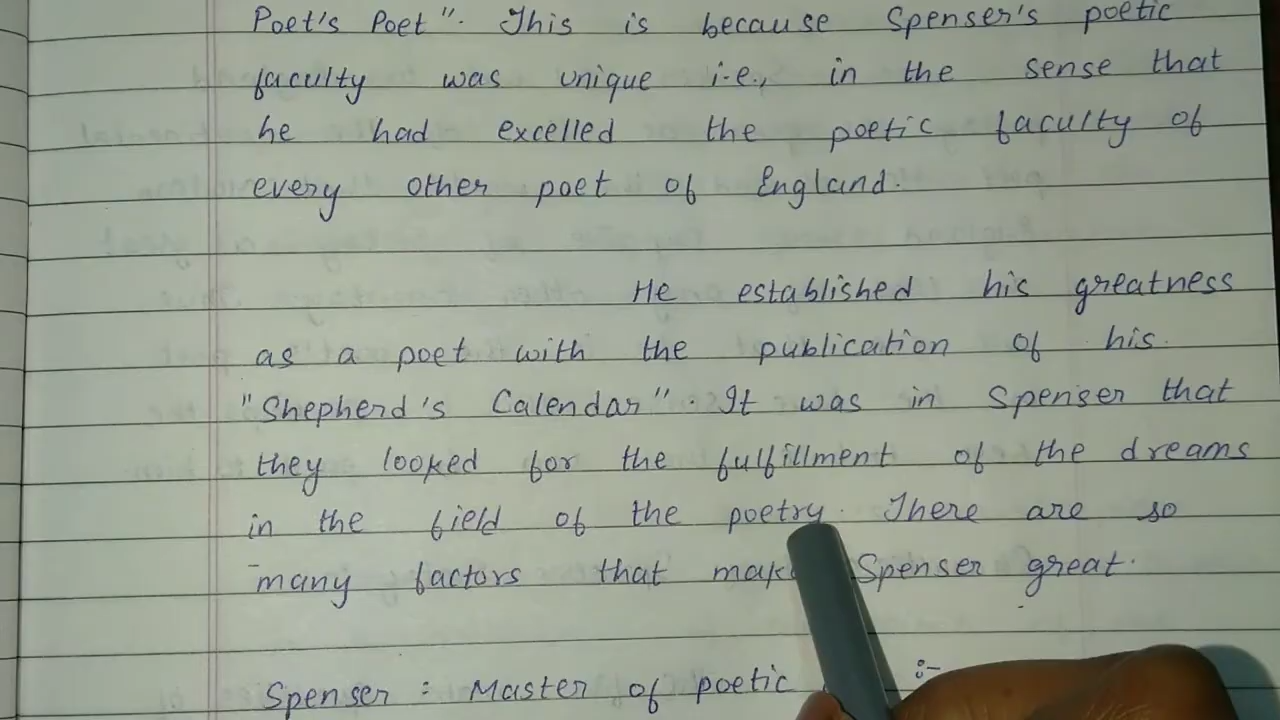 Poet's Poet". This is because Spenser's poetic
faculty was unique i.e., in the sense that
he had excelled the poetic faculty of
every other poet of England.
He established his greatness
as a poet with the publication of his
"Shepherd's Calendar". It was in Spenser that
they looked for the fulfillment of the dreams
in the field of the poetry. There are so
many factors that make Spenser great.
Spenser : Master of poetic :-